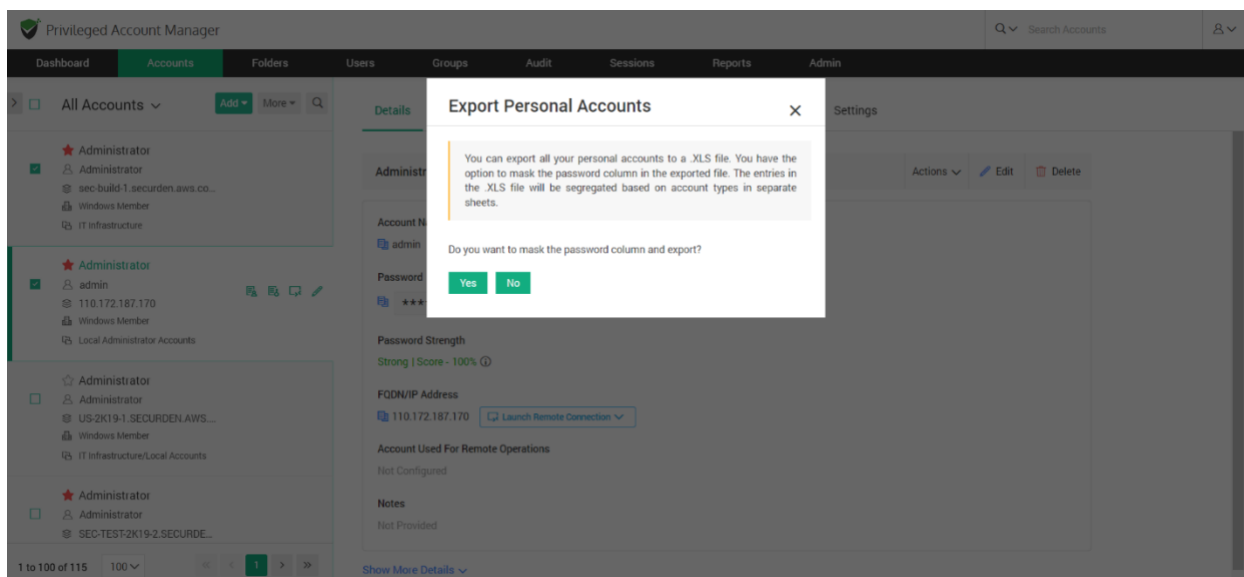 Privileged Account Manager
Search Accounts
Dashboard Accounts Folders Users Groups Audit Sessions Reports Admin
All Accounts
Add
More
Administrator
Administrator
sec-build-1.securden.aws.co...
Windows Member
IT Infrastructure
Administrator
admin
110.172.187.170
Windows Member
Local Administrator Accounts
Administrator
Administrator
US-2K19-1.SECURDEN.AWS....
Windows Member
IT Infrastructure/Local Accounts
Administrator
Administrator
SEC-TEST-2K19-2.SECURDE...
1 to 100 of 115
100
« < 1 > »
Details
Settings
Administr
Actions
Edit
Delete
Account N
admin
Password
***
Password Strength
Strong | Score - 100%
FQDN/IP Address
110.172.187.170
Launch Remote Connection
Account Used For Remote Operations
Not Configured
Notes
Not Provided
Show More Details
Export Personal Accounts
You can export all your personal accounts to a .XLS file. You have the
option to mask the password column in the exported file. The entries in
the .XLS file will be segregated based on account types in separate
sheets.
Do you want to mask the password column and export?
Yes
No